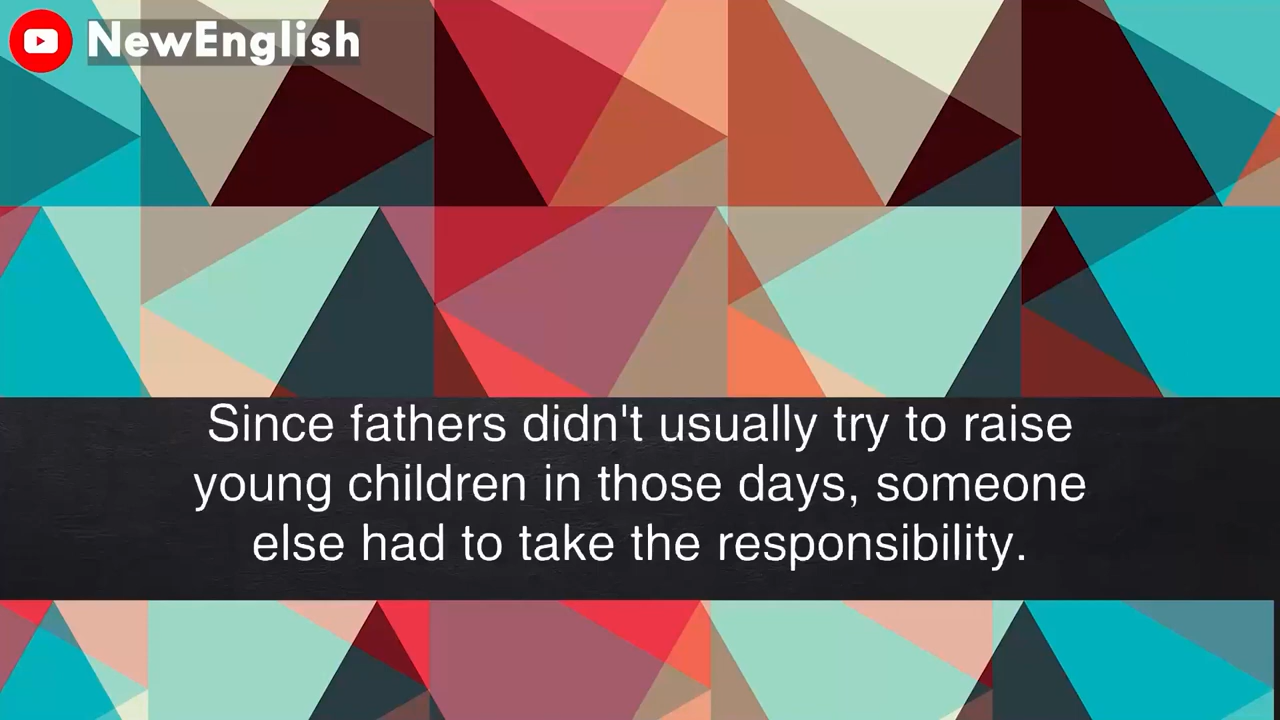 NewEnglish
Since fathers didn't usually try to raise
young children in those days, someone
else had to take the responsibility.